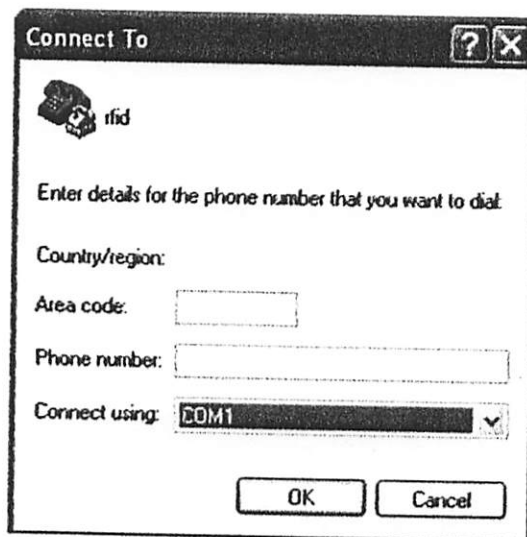 Connect To
rfid
Enter details for the phone number that you want to dial:
Country/region:
Area code:
Phone number:
Connect using: COM1
OK Cancel